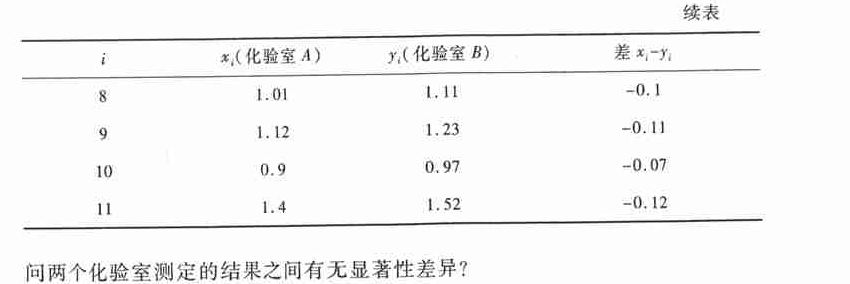 续表
i x_i(化验室 A) y_i(化验室 B) 差 x_i-y_i
8 1.01 1.11 -0.1
9 1.12 1.23 -0.11
10 0.9 0.97 -0.07
11 1.4 1.52 -0.12
问两个化验室测定的结果之间有无显著性差异?